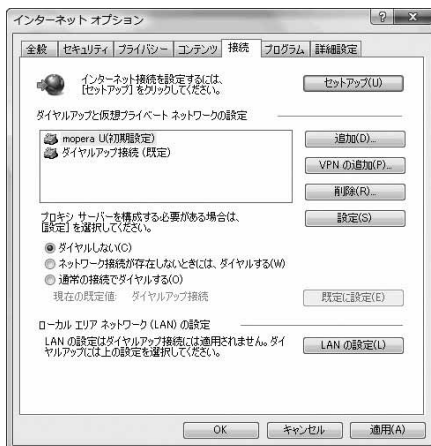 インターネット オプション
全般 セキュリティ プライバシー コンテンツ 接続 プログラム 詳細設定
インターネット接続を設定するには、
[セットアップ] をクリックしてください。
セットアップ(U)
ダイヤルアップと仮想プライベート ネットワークの設定
mopera U(初期設定)
ダイヤルアップ接続 (既定)
追加(D)...
VPN の追加(P)...
削除(R)...
プロキシ サーバーを構成する必要がある場合は、
[設定] を選択してください。
設定(S)
ダイヤルしない(C)
ネットワーク接続が存在しないときには、ダイヤルする(W)
通常の接続でダイヤルする(O)
現在の既定値: ダイヤルアップ接続
既定に設定(E)
ローカル エリア ネットワーク (LAN) の設定
LAN の設定はダイヤルアップ接続には適用されません。ダイ
ヤルアップには上の設定を選択してください。
LAN の設定(L)
OK キャンセル 適用(A)